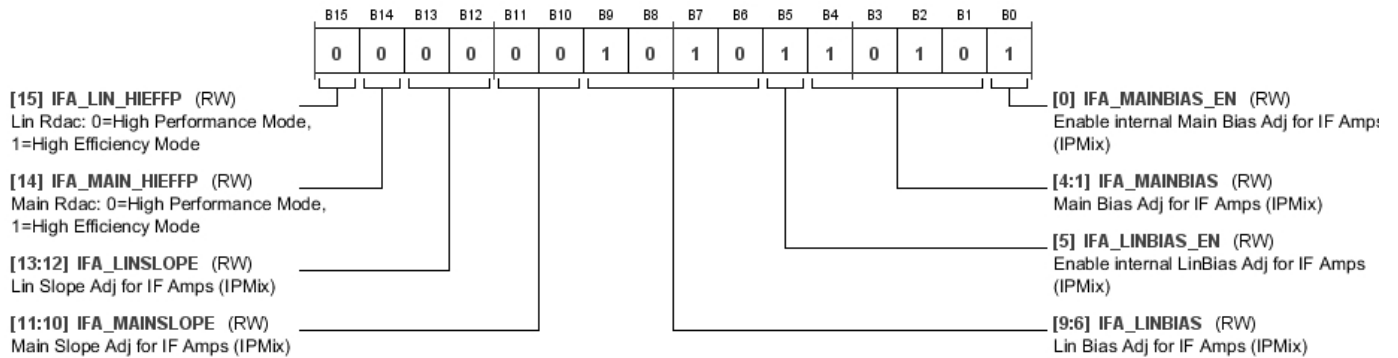 B15 B14 B13 B12 B11 B10 B9 B8 B7 B6 B5 B4 B3 B2 B1 B0
0 0 0 0 0 0 1 0 1 0 1 1 0 1 0 1
[15] IFA_LIN_HIEFFP (RW)
Lin Rdac: 0=High Performance Mode,
1=High Efficiency Mode
[14] IFA_MAIN_HIEFFP (RW)
Main Rdac: 0=High Performance Mode,
1=High Efficiency Mode
[13:12] IFA_LINSLOPE (RW)
Lin Slope Adj for IF Amps (IPMix)
[11:10] IFA_MAINSLOPE (RW)
Main Slope Adj for IF Amps (IPMix)
[0] IFA_MAINBIAS_EN (RW)
Enable internal Main Bias Adj for IF Amps
(IPMix)
[4:1] IFA_MAINBIAS (RW)
Main Bias Adj for IF Amps (IPMix)
[5] IFA_LINBIAS_EN (RW)
Enable internal LinBias Adj for IF Amps
(IPMix)
[9:6] IFA_LINBIAS (RW)
Lin Bias Adj for IF Amps (IPMix)